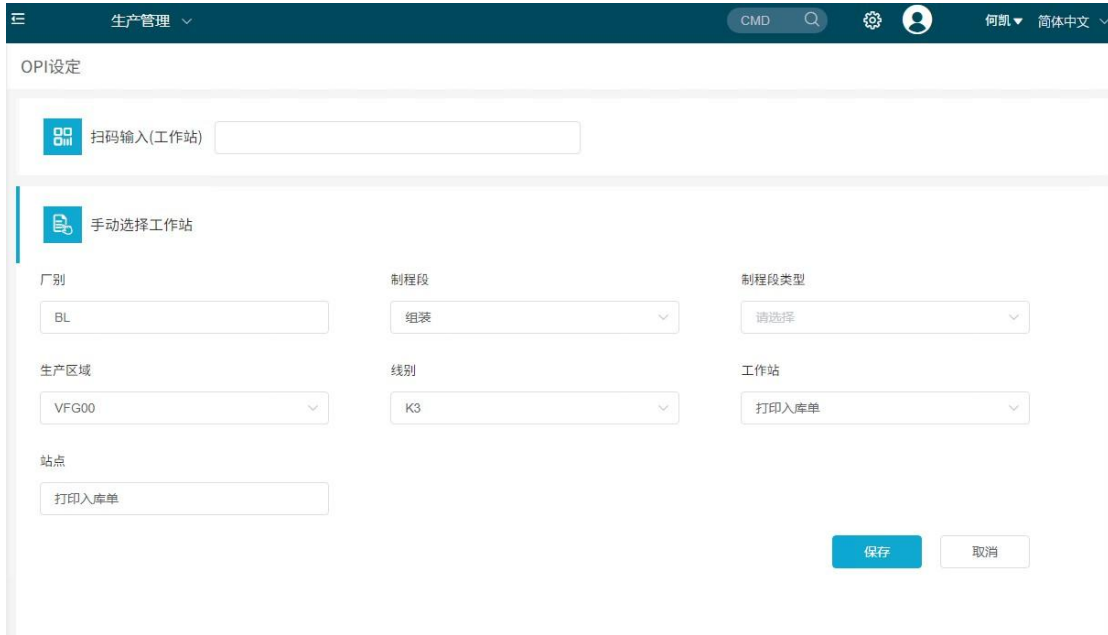 生产管理 CMD 何凯 简体中文
OPI设定
扫码输入(工作站)
手动选择工作站
厂别 制程段 制程段类型
BL 组装 请选择
生产区域 线别 工作站
VFG00 K3 打印入库单
站点
打印入库单
保存 取消